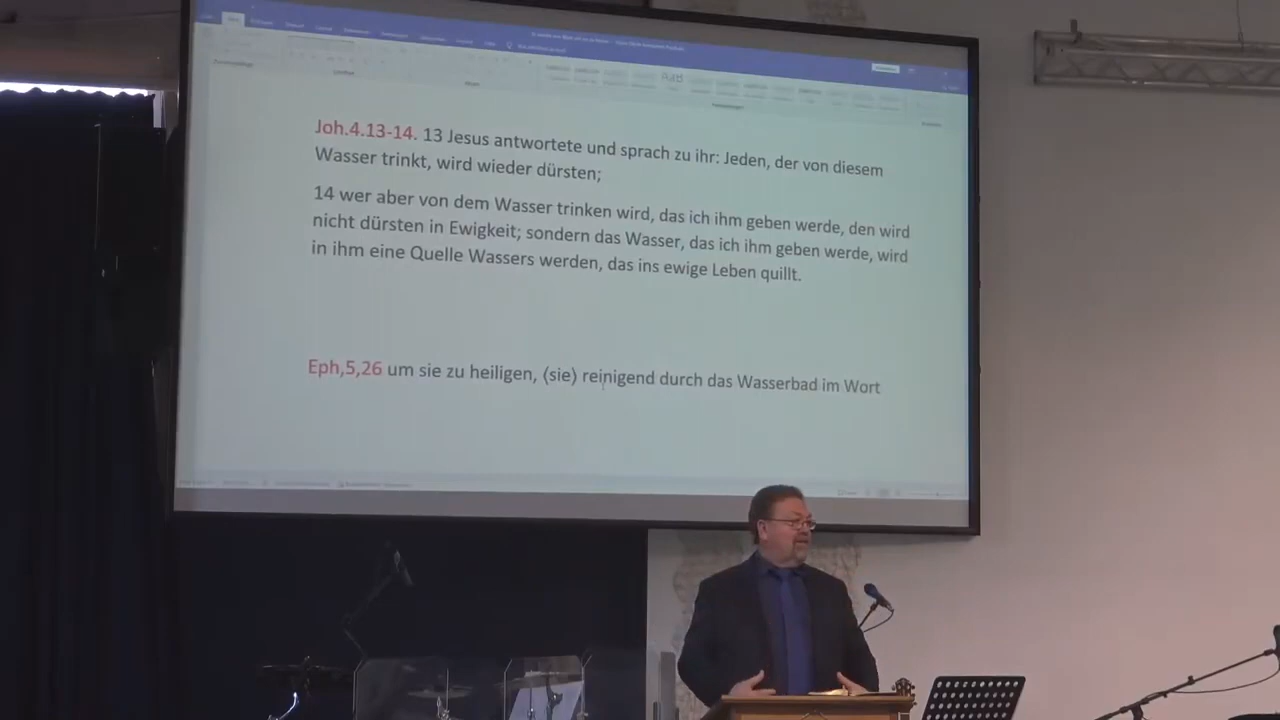 Joh.4.13-14. 13 Jesus antwortete und sprach zu ihr: Jeden, der von diesem
Wasser trinkt, wird wieder dürsten;
14 wer aber von dem Wasser trinken wird, das ich ihm geben werde, den wird
nicht dürsten in Ewigkeit; sondern das Wasser, das ich ihm geben werde, wird
in ihm eine Quelle Wassers werden, das ins ewige Leben quillt.
Eph,5,26 um sie zu heiligen, (sie) reinigend durch das Wasserbad im Wort